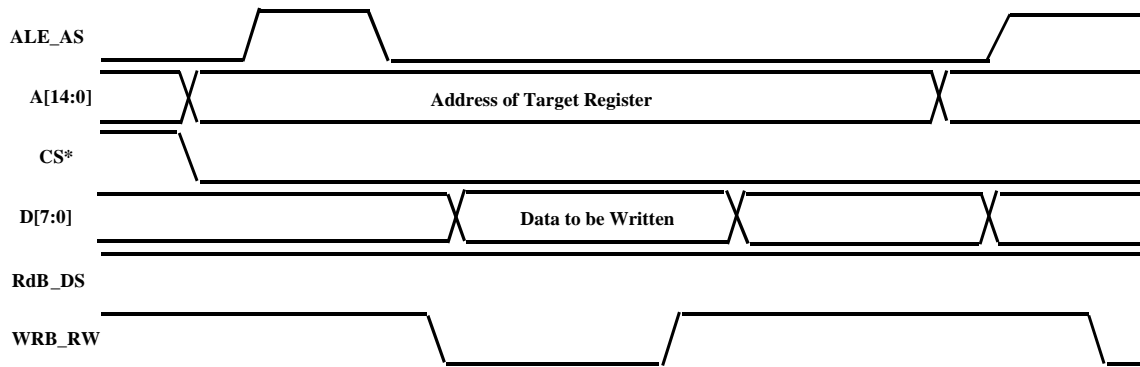 ALE_AS
A[14:0]
Address of Target Register
CS*
D[7:0]
Data to be Written
RdB_DS
WRB_RW